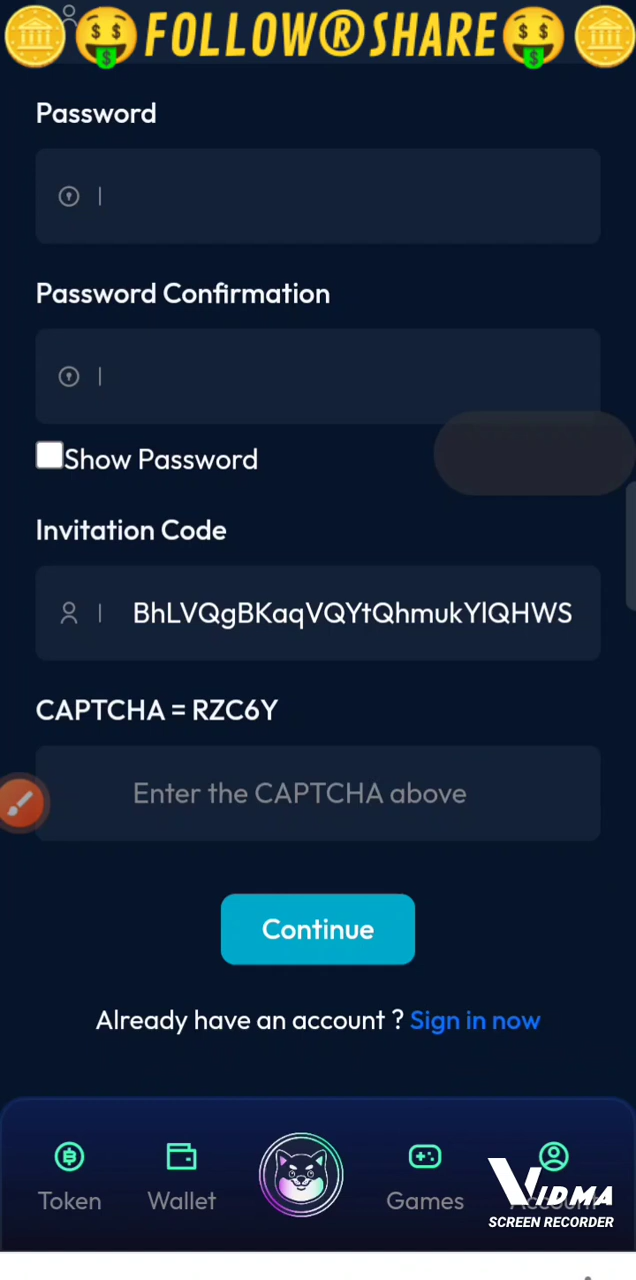 FOLLOW®SHARE
Password
Password Confirmation
Show Password
Invitation Code
BhLVQgBKaqVQYtQhmukYlQHWS
CAPTCHA = RZC6Y
Enter the CAPTCHA above
Continue
Already have an account ? Sign in now
Token Wallet Games Account
VIDMA
SCREEN RECORDER